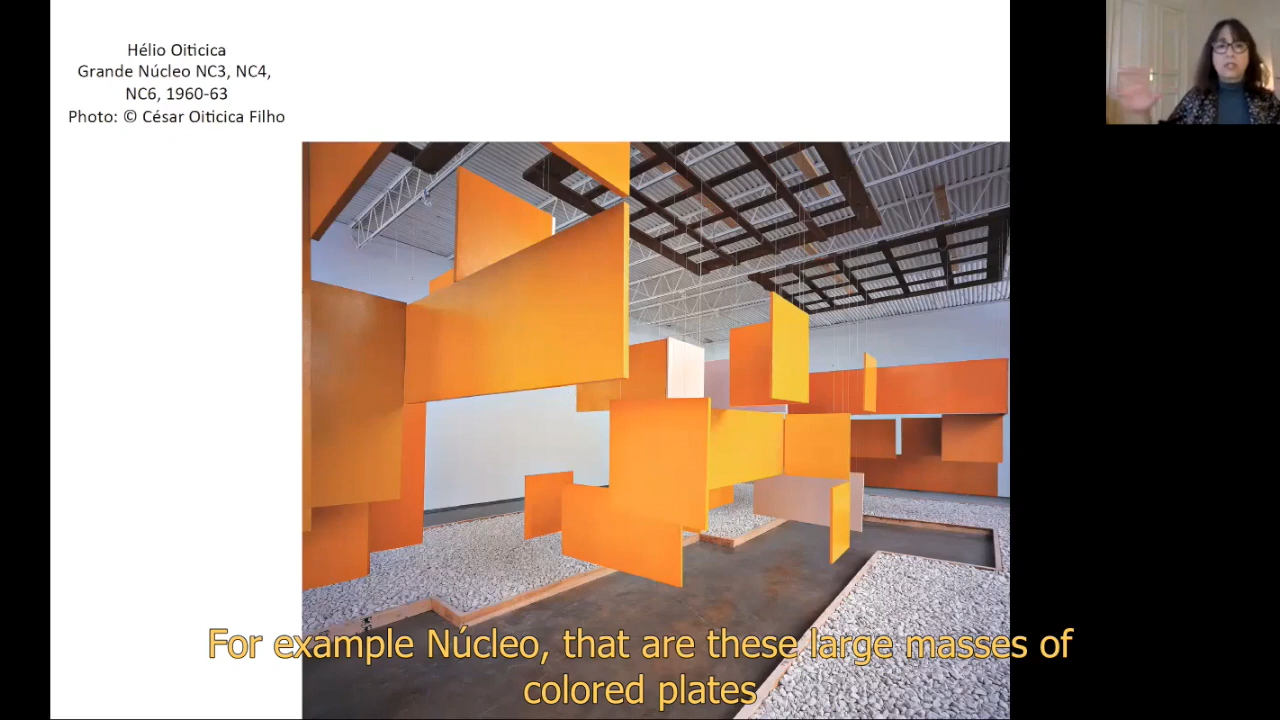 Hélio Oiticica
Grande Núcleo NC3, NC4,
NC6, 1960-63
Photo: © César Oiticica Filho
For example Núcleo, that are these large masses of
colored plates